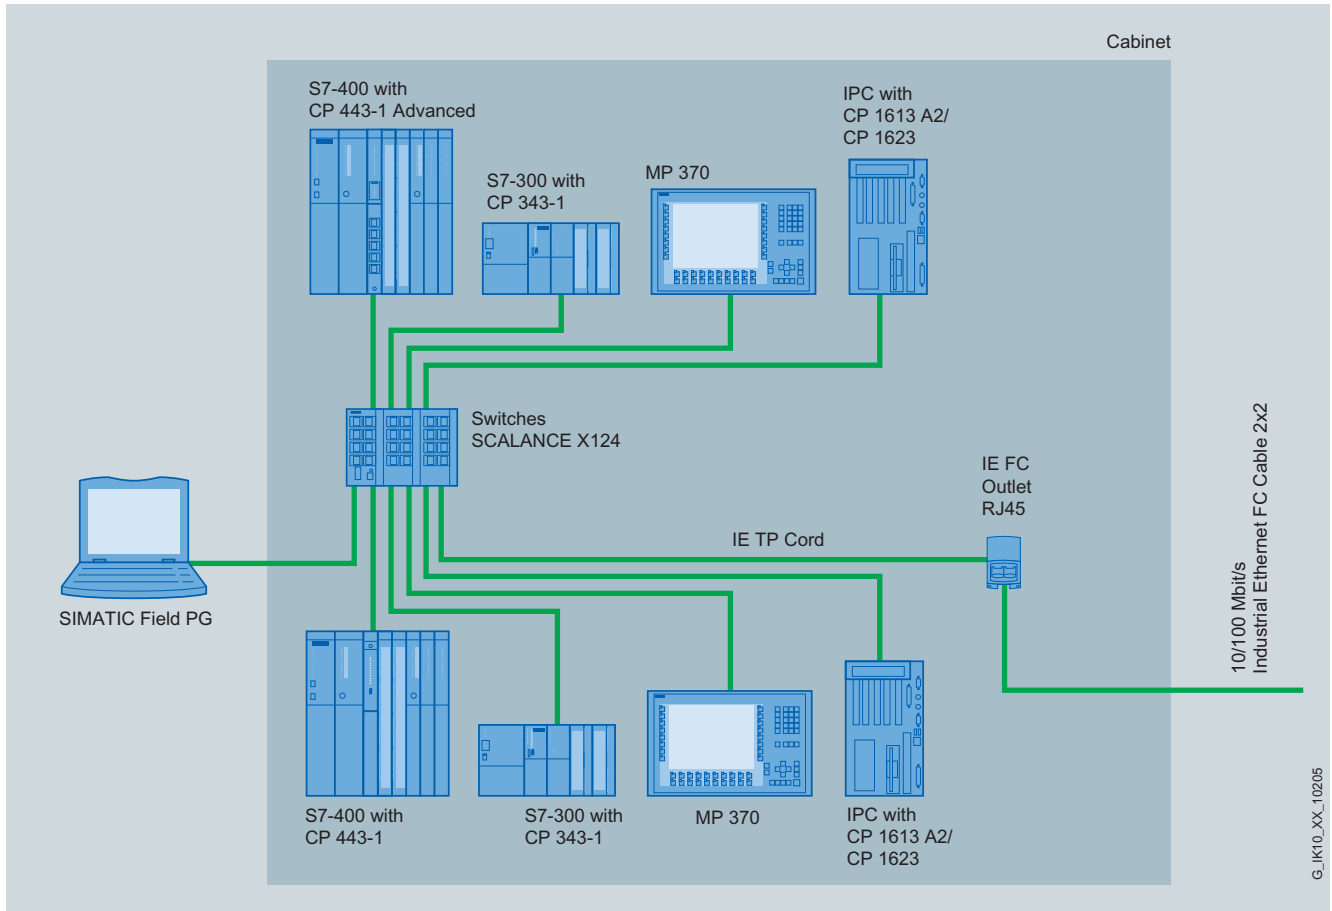 Cabinet
S7-400 with
CP 443-1 Advanced
S7-300 with
CP 343-1
MP 370
IPC with
CP 1613 A2/
CP 1623
Switches
SCALANCE X124
IE FC
Outlet
RJ45
IE TP Cord
SIMATIC Field PG
10/100 Mbit/s
Industrial Ethernet FC Cable 2x2
S7-400 with
CP 443-1
S7-300 with
CP 343-1
MP 370
IPC with
CP 1613 A2/
CP 1623
G_IK10_XX_10205